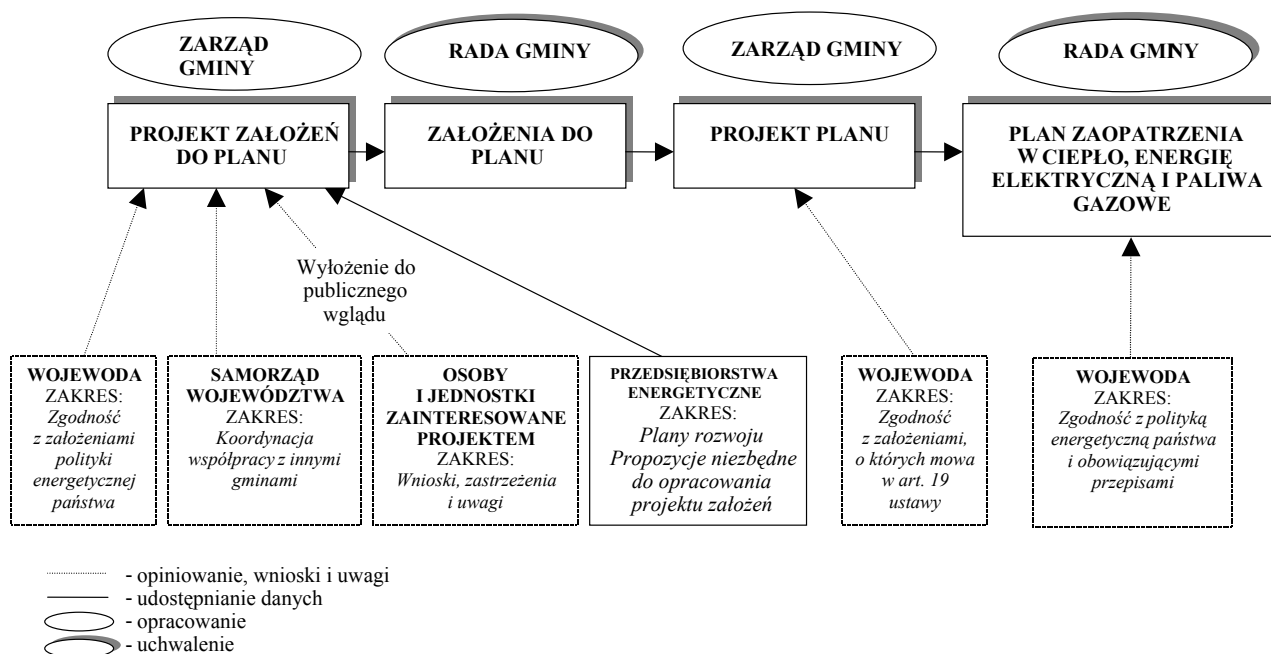 ZARZĄD
GMINY
RADA GMINY
ZARZĄD GMINY
RADA GMINY
PROJEKT ZAŁOŻEŃ
DO PLANU
ZAŁOŻENIA DO
PLANU
PROJEKT PLANU
PLAN ZAOPATRZENIA
W CIEPŁO, ENERGIĘ
ELEKTRYCZNĄ I PALIWA
GAZOWE
Wyłożenie do
publicznego
wglądu
WOJEWODA
ZAKRES:
Zgodność
z założeniami
polityki
energetycznej
państwa
SAMORZĄD
WOJEWÓDZTWA
ZAKRES:
Koordynacja
współpracy z innymi
gminami
OSOBY
I JEDNOSTKI
ZAINTERESOWANE
PROJEKTEM
ZAKRES:
Wnioski, zastrzeżenia
i uwagi
PRZEDSIĘBIORSTWA
ENERGETYCZNE
ZAKRES:
Plany rozwoju
Propozycje niezbędne
do opracowania
projektu założeń
WOJEWODA
ZAKRES:
Zgodność
z założeniami,
o których mowa
w art. 19
ustawy
WOJEWODA
ZAKRES:
Zgodność z polityką
energetyczną państwa
i obowiązującymi
przepisami
- opiniowanie, wnioski i uwagi
- udostępnianie danych
- opracowanie
- uchwalenie